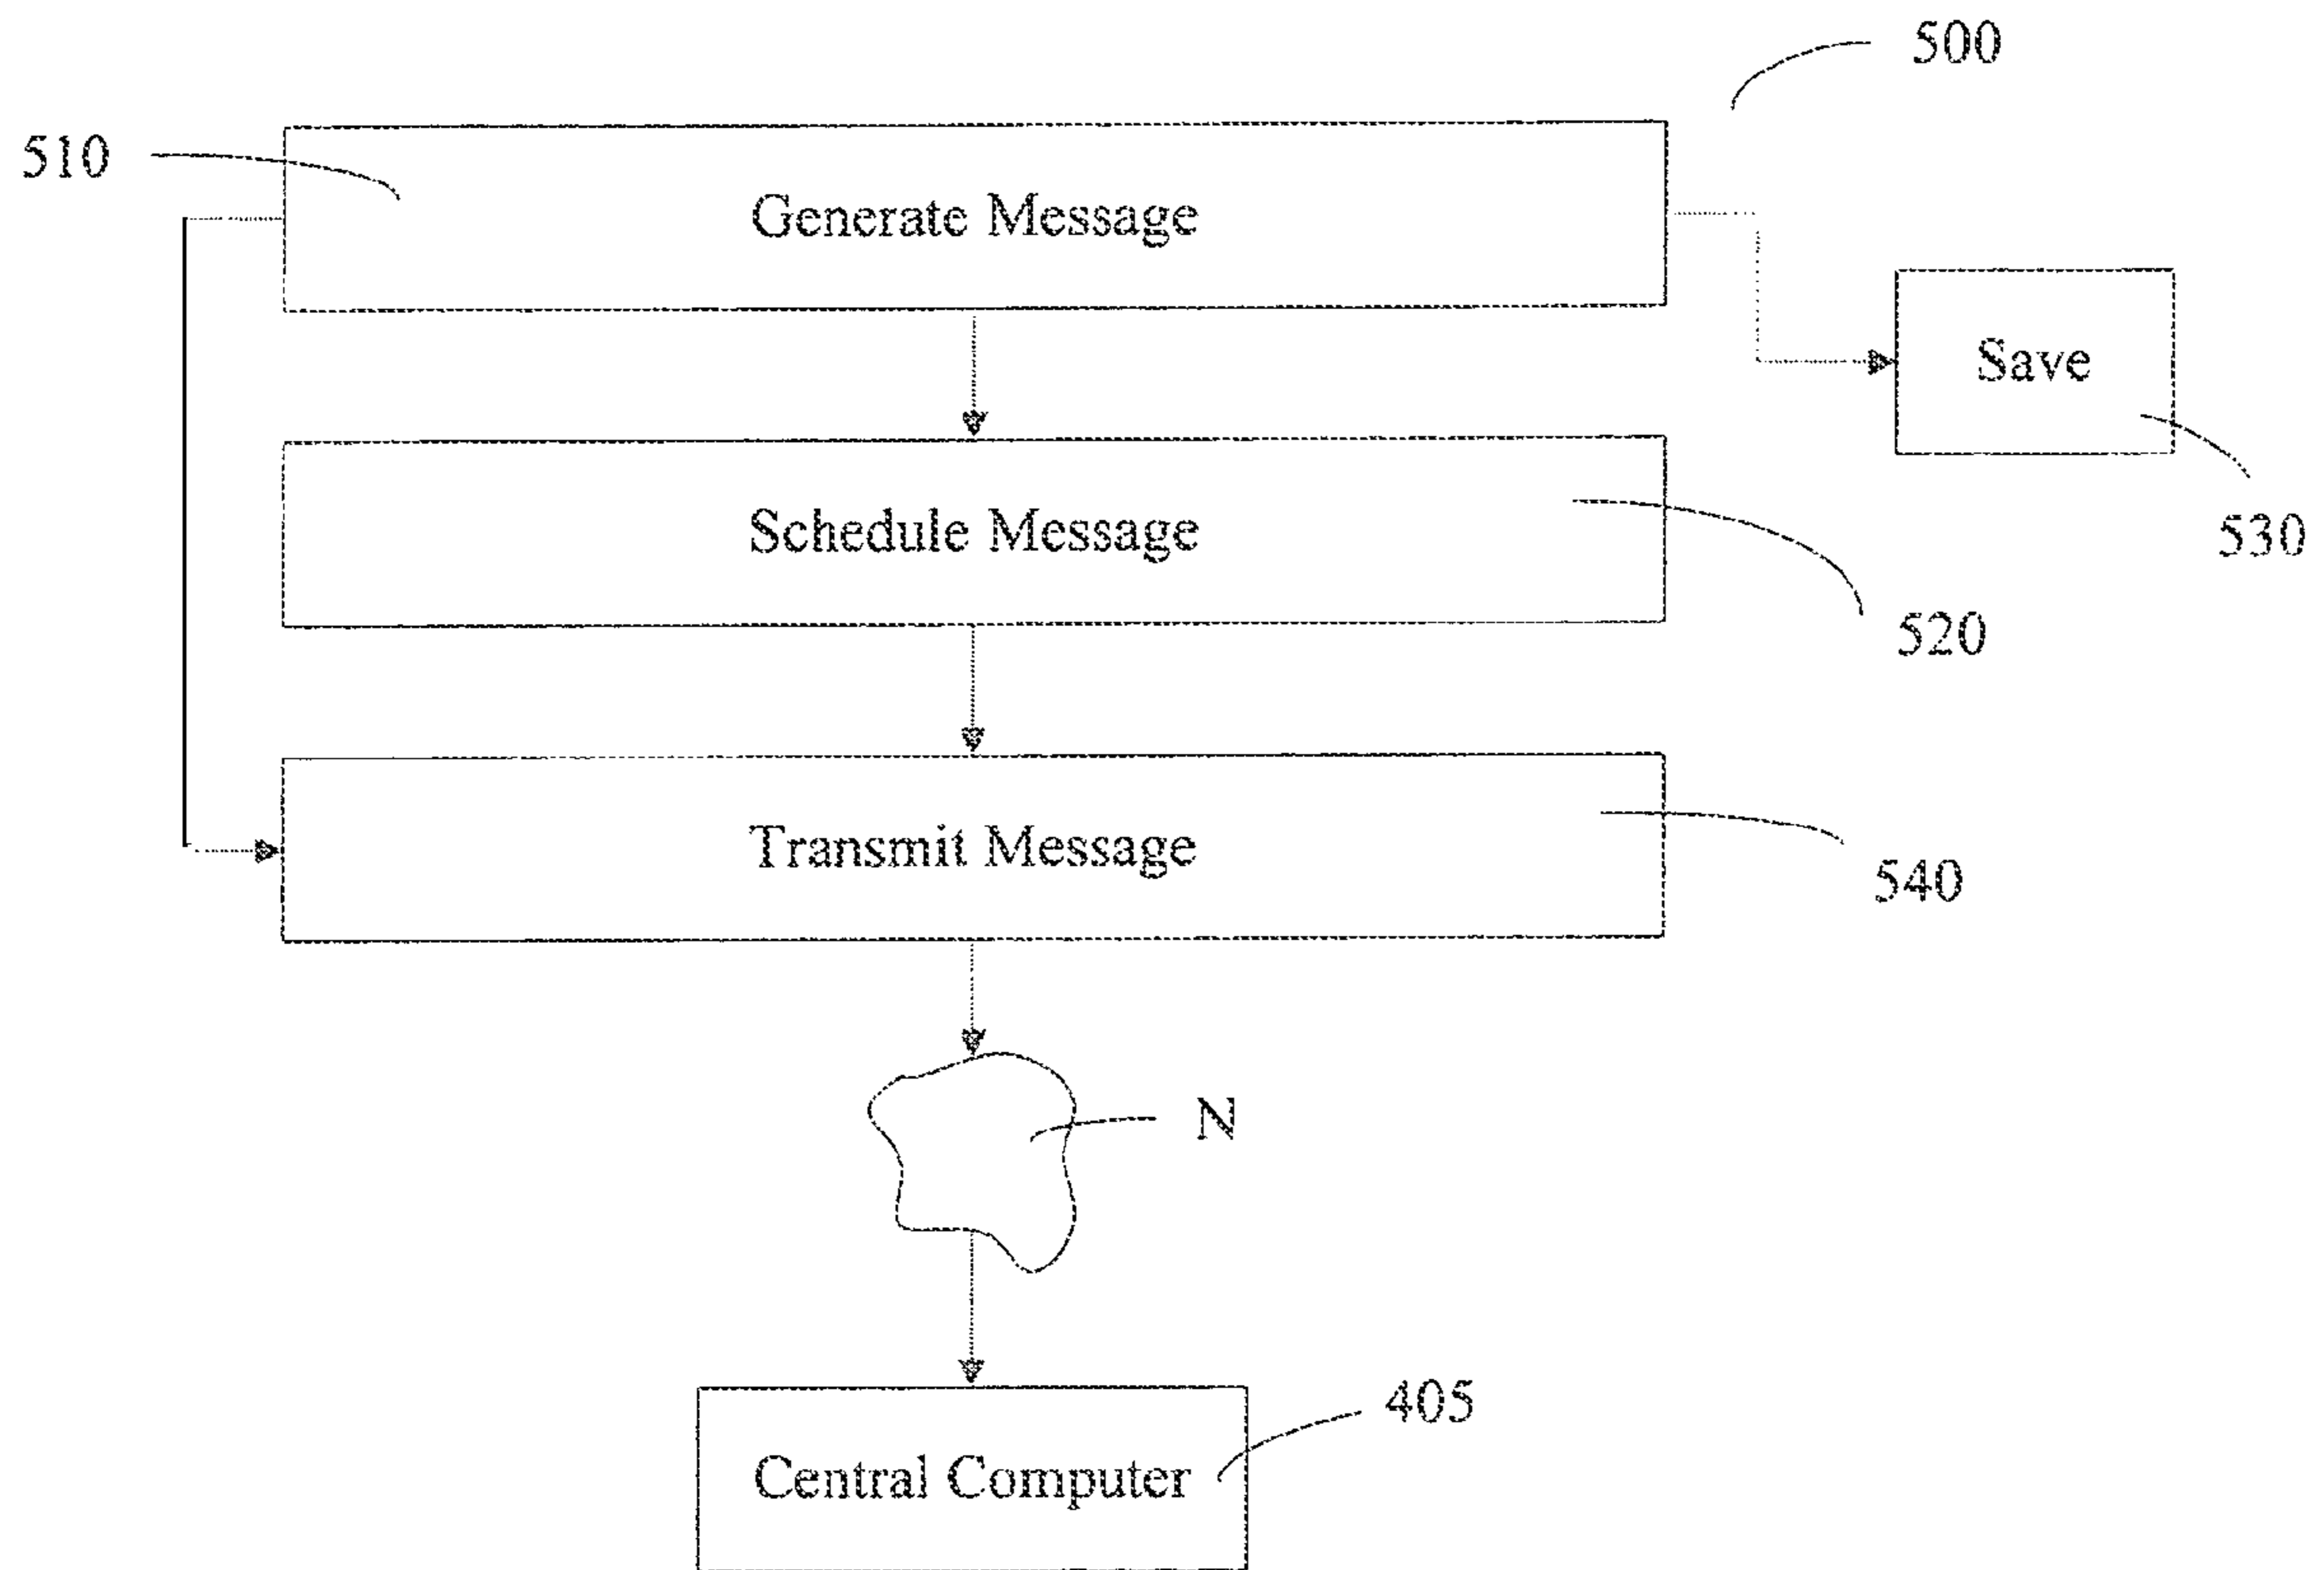 500
510
Generate Message
Save
530
Schedule Message
520
Transmit Message
540
N
405
Central Computer